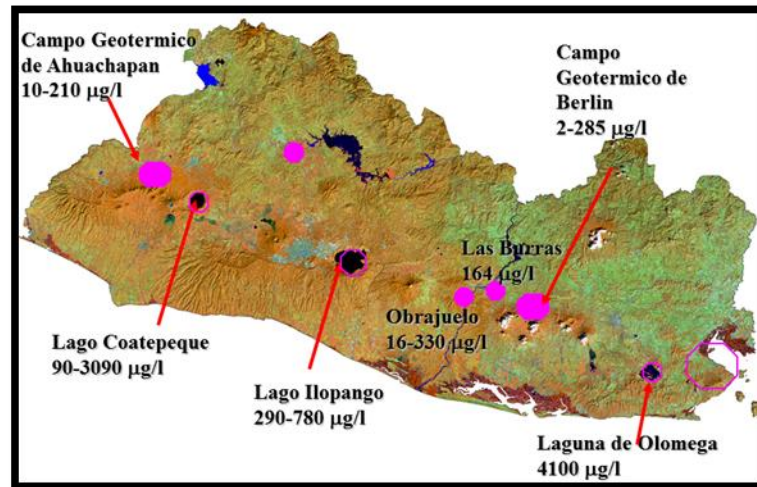 Campo Geotermico
de Ahuachapan
10-210 µg/l
Campo
Geotermico de
Berlin
2-285 µg/l
Las Burras
164 µg/l
Obrajuelo
16-330 µg/l
Lago Coatepeque
90-3090 µg/l
Lago Ilopango
290-780 µg/l
Laguna de Olomega
4100 µg/l